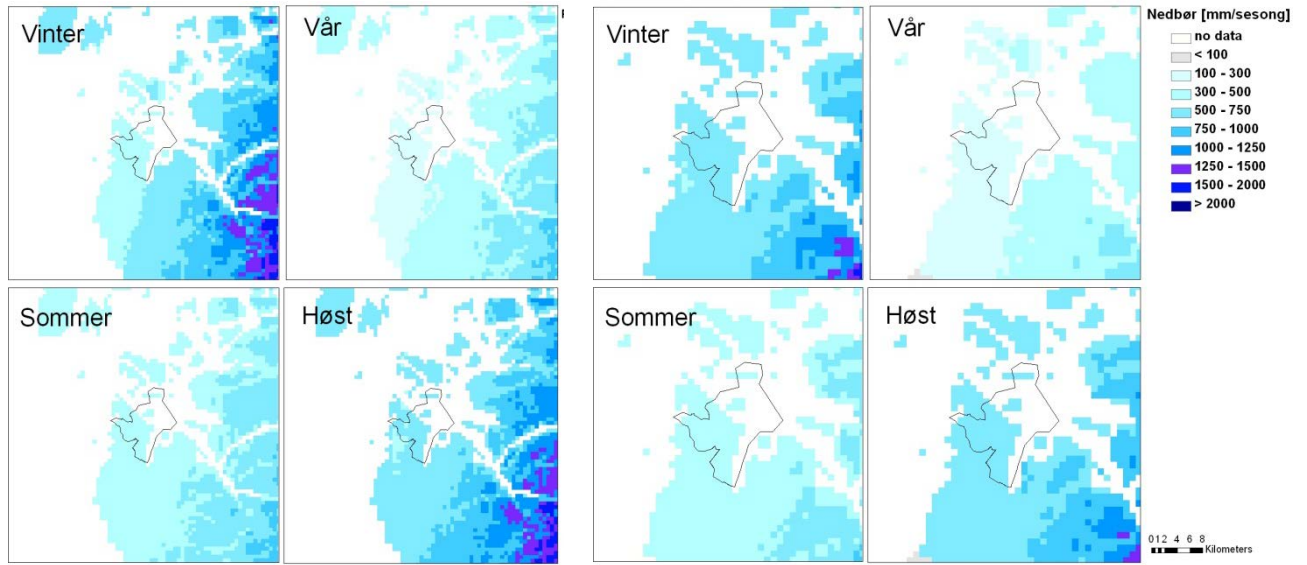 Vinter
Vår
Vinter
Vår
Nedbør [mm/sesong]
no data
< 100
100 - 300
300 - 500
500 - 750
750 - 1000
1000 - 1250
1250 - 1500
1500 - 2000
> 2000
Sommer
Høst
Sommer
Høst
0 1 2 4 6 8
Kilometers